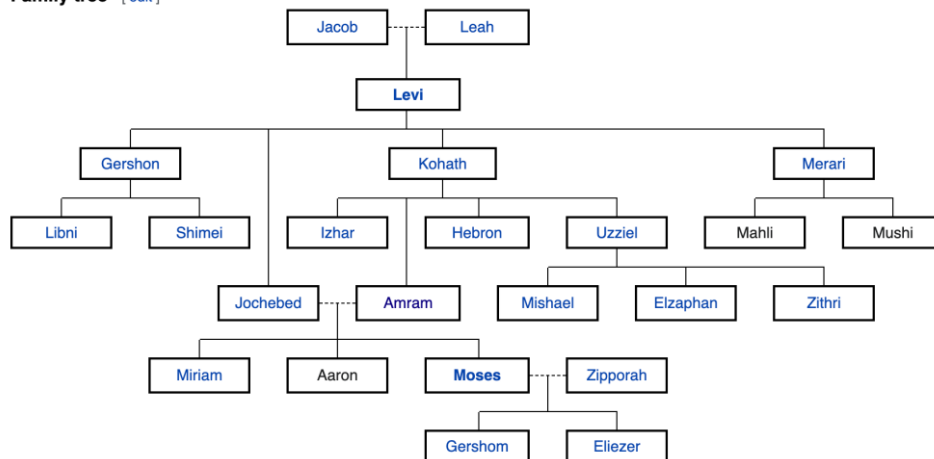 Family tree [edit]
Jacob Leah
Levi
Gershon Kohath Merari
Libni Shimei Izhar Hebron Uzziel Mahli Mushi
Jochebed Amram Mishael Elzaphan Zithri
Miriam Aaron Moses Zipporah
Gershom Eliezer